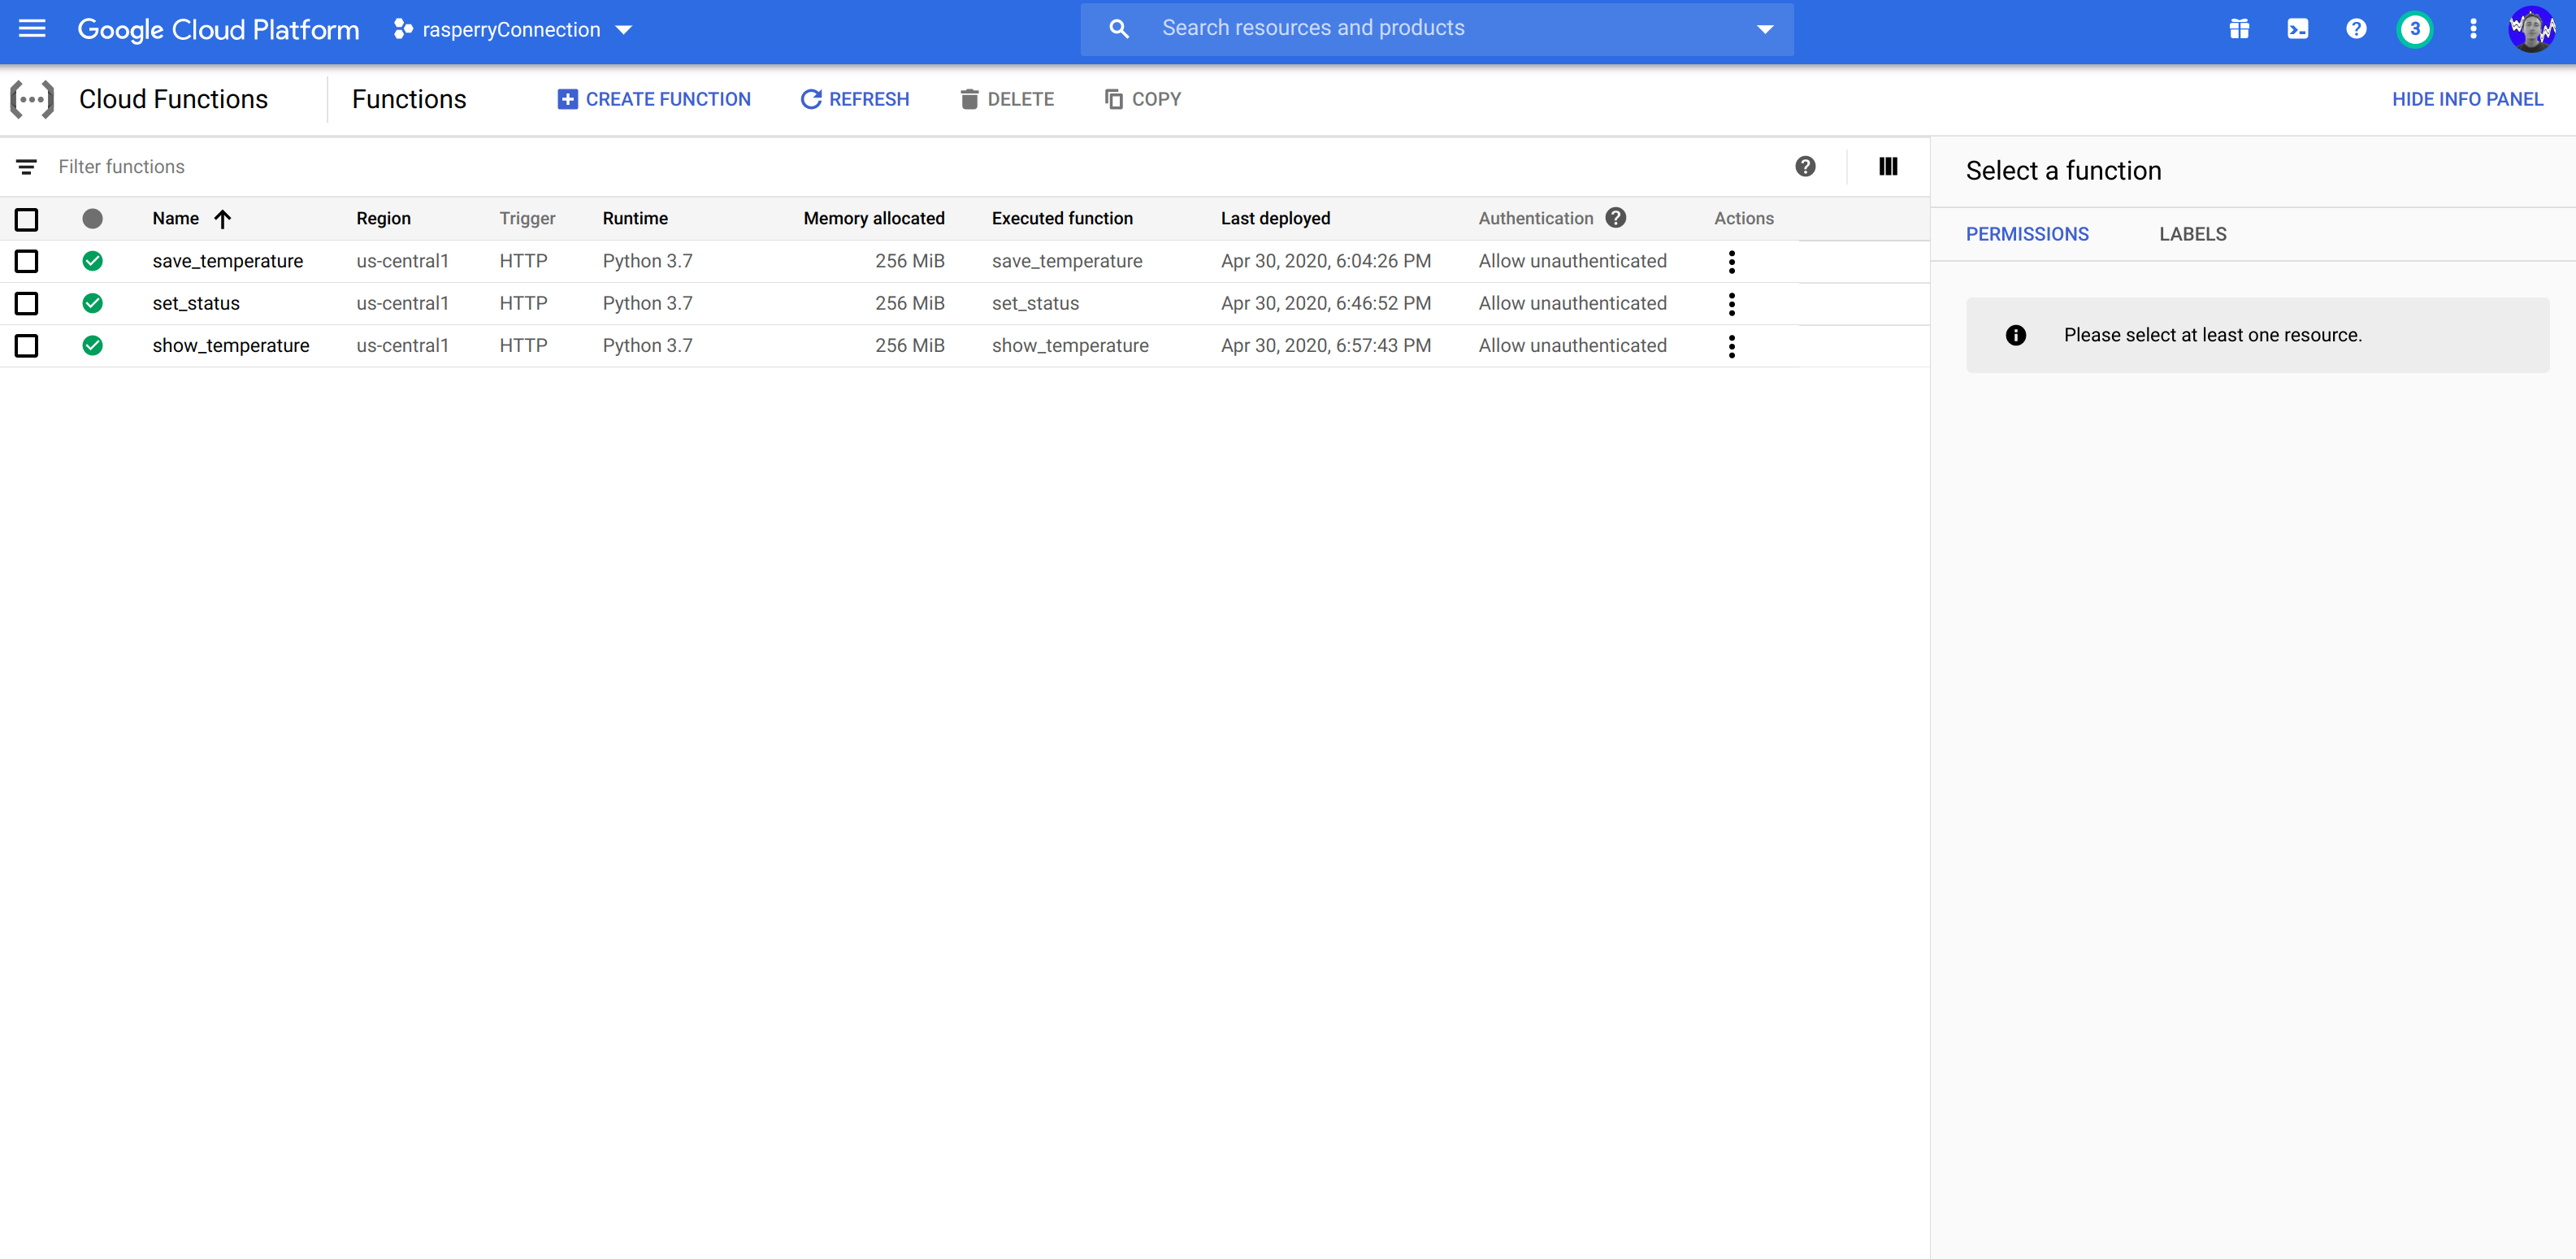 Google Cloud Platform rasperryConnection Search resources and products 3
Cloud Functions Functions CREATE FUNCTION REFRESH DELETE COPY HIDE INFO PANEL
Filter functions
Select a function
Name Region Trigger Runtime Memory allocated Executed function Last deployed Authentication Actions
PERMISSIONS LABELS
save_temperature us-central1 HTTP Python 3.7 256 MiB save_temperature Apr 30, 2020, 6:04:26 PM Allow unauthenticated
set_status us-central1 HTTP Python 3.7 256 MiB set_status Apr 30, 2020, 6:46:52 PM Allow unauthenticated
show_temperature us-central1 HTTP Python 3.7 256 MiB show_temperature Apr 30, 2020, 6:57:43 PM Allow unauthenticated
Please select at least one resource.